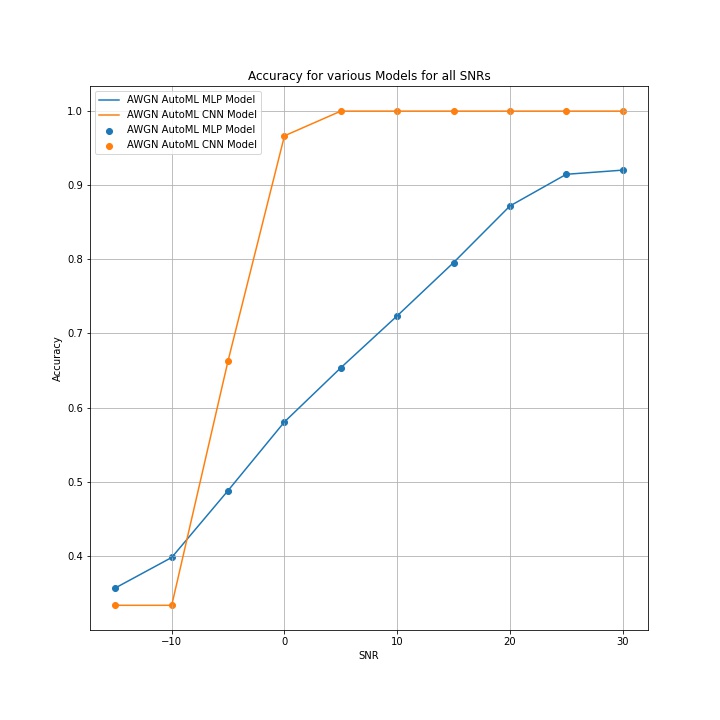 Accuracy for various Models for all SNRs
AWGN AutoML MLP Model
AWGN AutoML CNN Model
AWGN AutoML MLP Model
AWGN AutoML CNN Model
1.0
0.9
0.8
0.7
0.6
0.5
0.4
Accuracy
−10
0
10
20
30
SNR